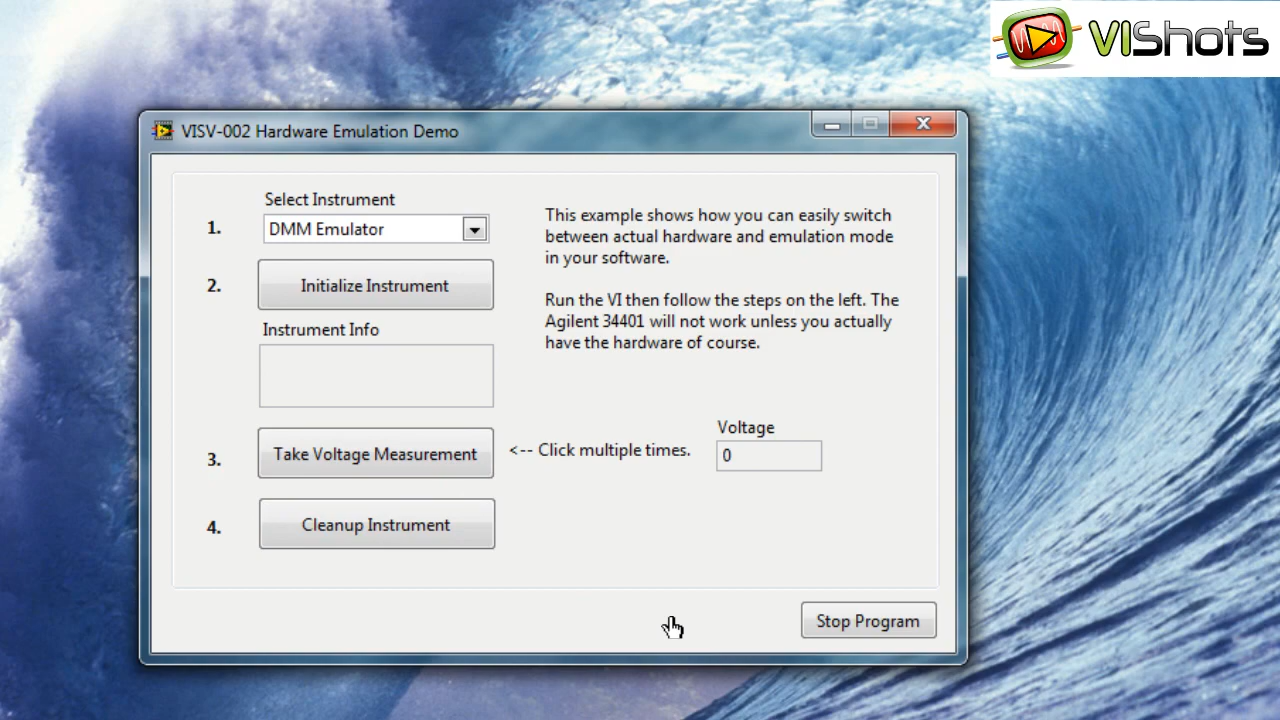 VIShots
VISV-002 Hardware Emulation Demo
Select Instrument
1.
DMM Emulator
2.
Initialize Instrument
Instrument Info
This example shows how you can easily switch
between actual hardware and emulation mode
in your software.
Run the VI then follow the steps on the left. The
Agilent 34401 will not work unless you actually
have the hardware of course.
3.
Take Voltage Measurement
<-- Click multiple times.
Voltage
0
4.
Cleanup Instrument
Stop Program